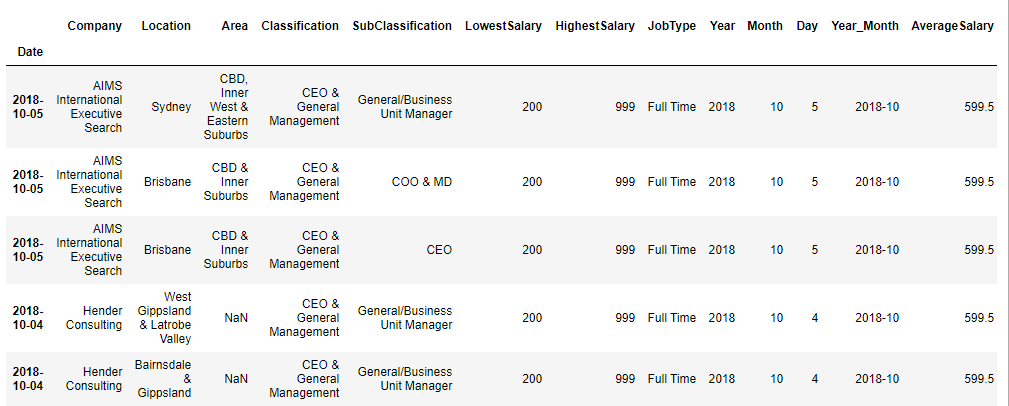 Company Location Area Classification SubClassification LowestSalary HighestSalary JobType Year Month Day Year_Month AverageSalary
Date
2018-10-05 AIMS International Executive Search Sydney CBD, Inner West & Eastern Suburbs CEO & General Management General/Business Unit Manager 200 999 Full Time 2018 10 5 2018-10 599.5
2018-10-05 AIMS International Executive Search Brisbane CBD & Inner Suburbs CEO & General Management COO & MD 200 999 Full Time 2018 10 5 2018-10 599.5
2018-10-05 AIMS International Executive Search Brisbane CBD & Inner Suburbs CEO & General Management CEO 200 999 Full Time 2018 10 5 2018-10 599.5
2018-10-04 Hender Consulting West Gippsland & Latrobe Valley NaN CEO & General Management General/Business Unit Manager 200 999 Full Time 2018 10 4 2018-10 599.5
2018-10-04 Hender Consulting Bairnsdale & Gippsland NaN CEO & General Management General/Business Unit Manager 200 999 Full Time 2018 10 4 2018-10 599.5